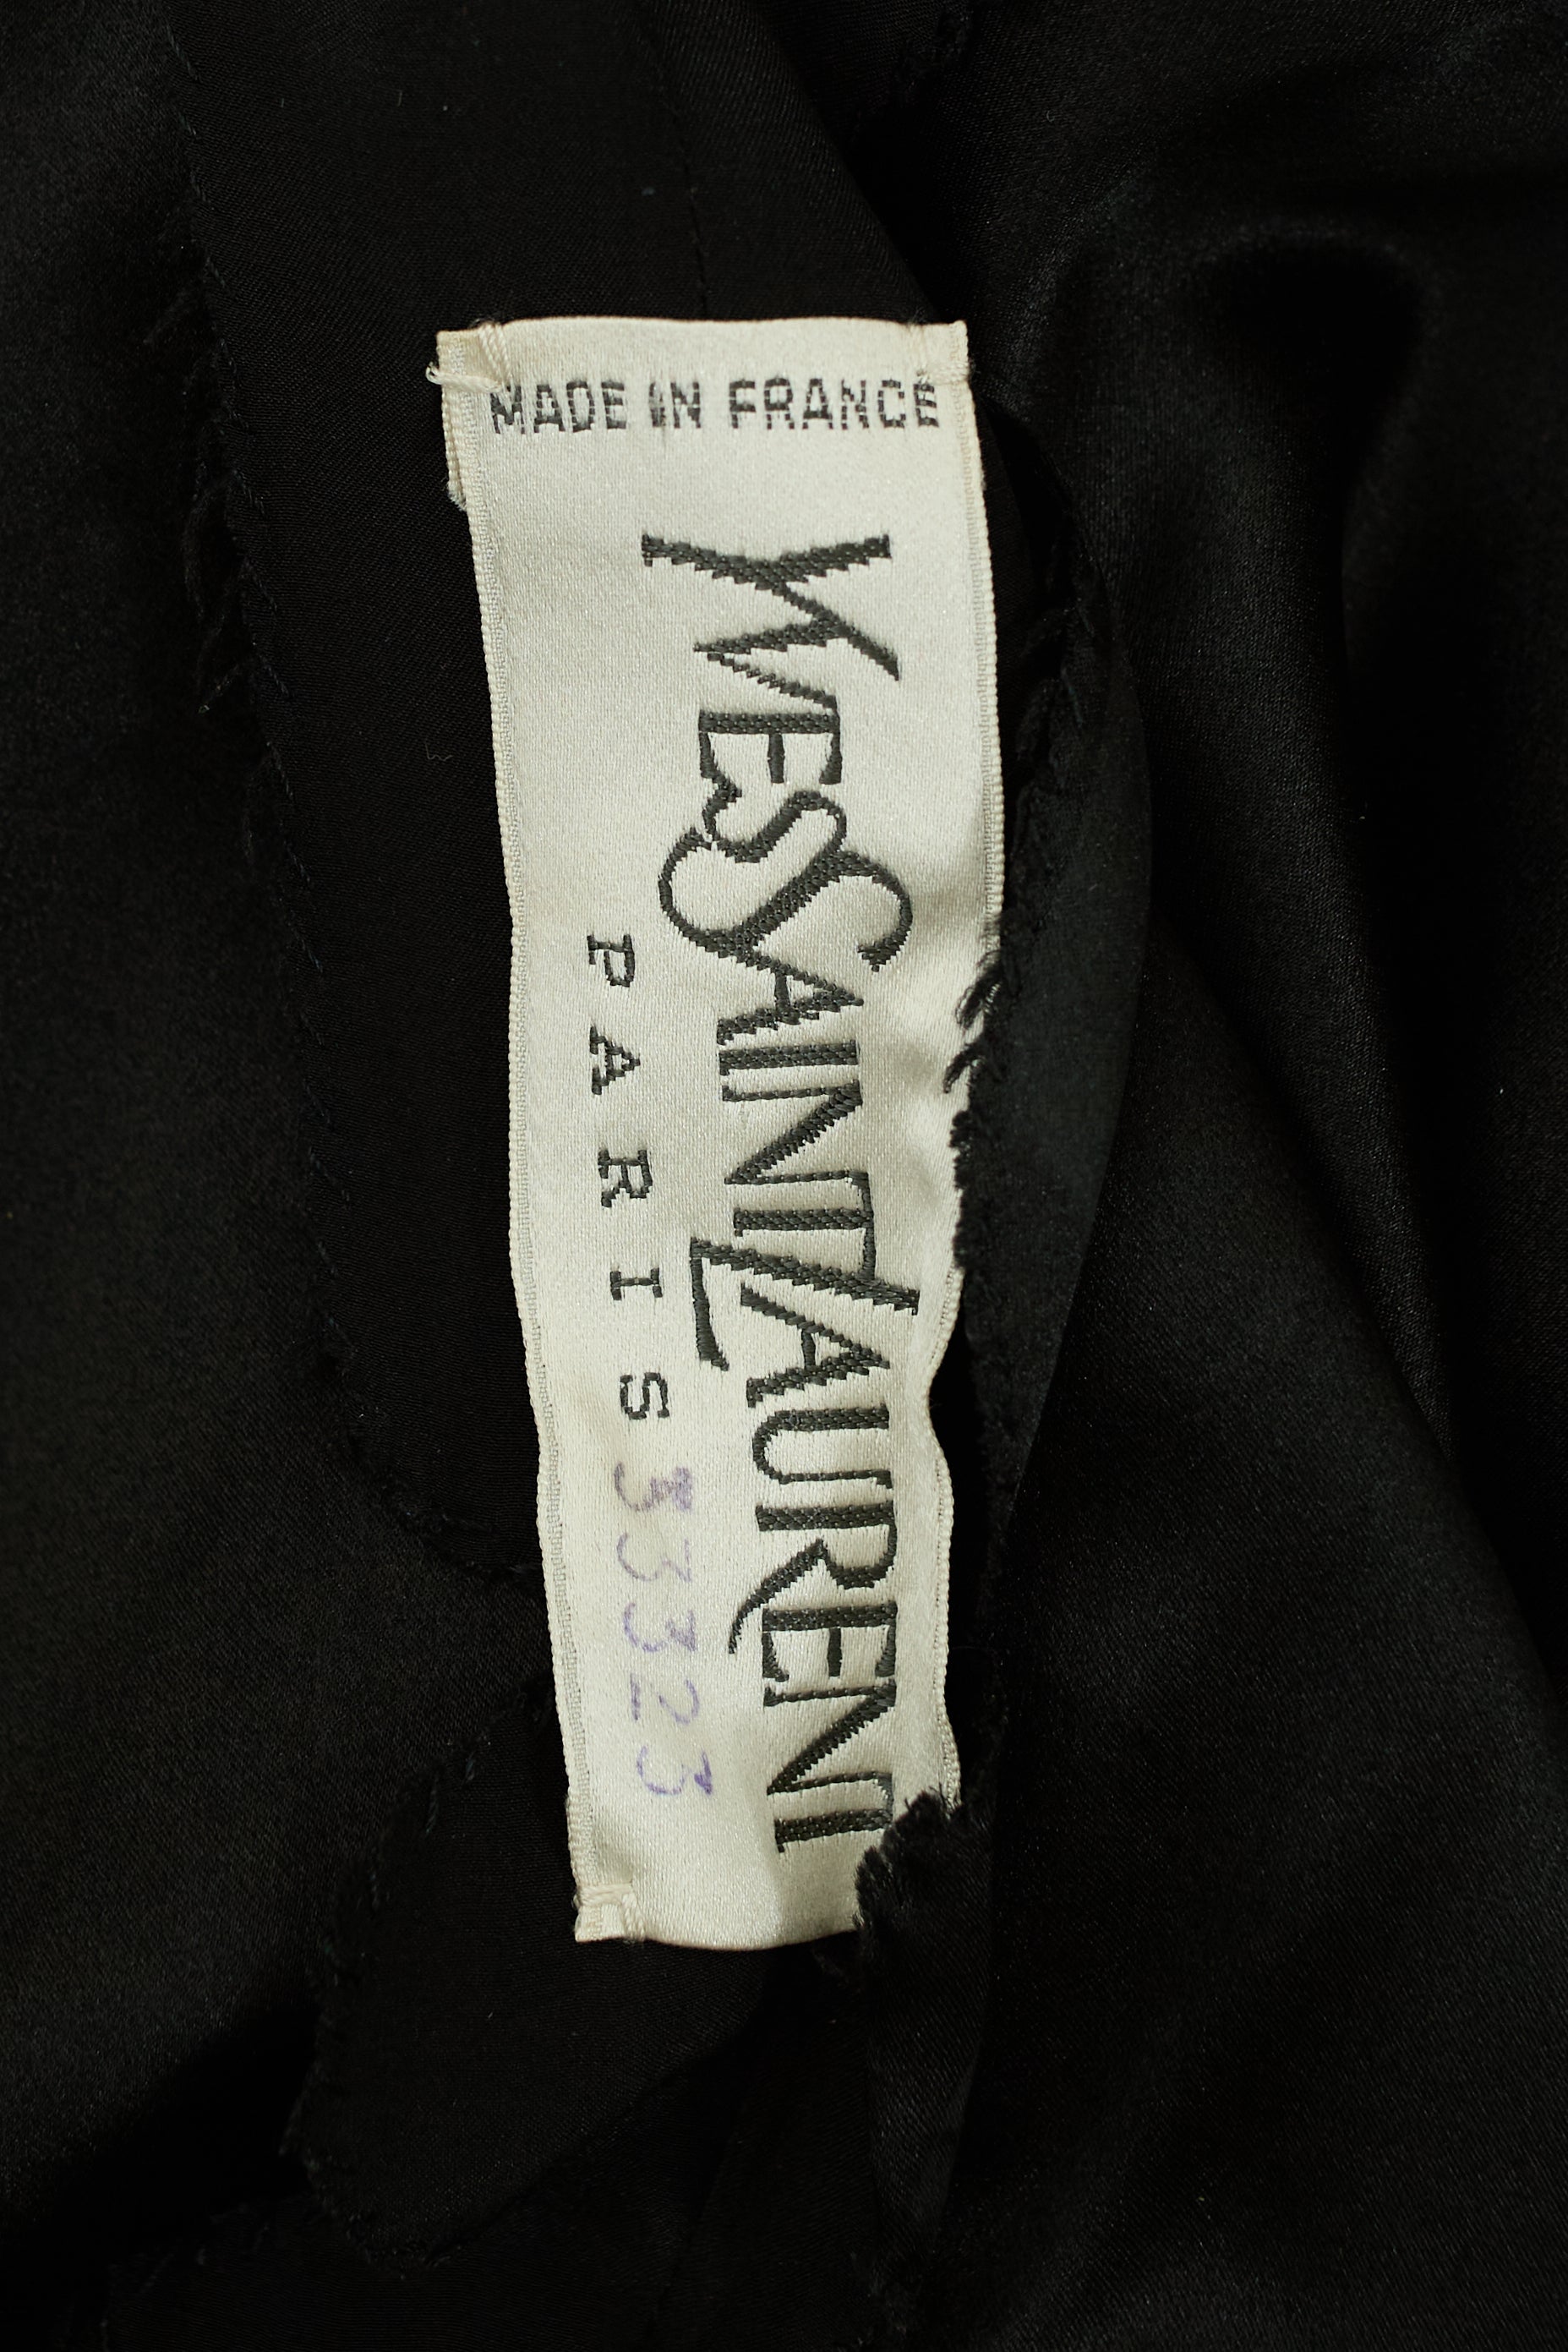 MADE IN FRANCE
YVES SAINT LAURENT
PARIS
33323